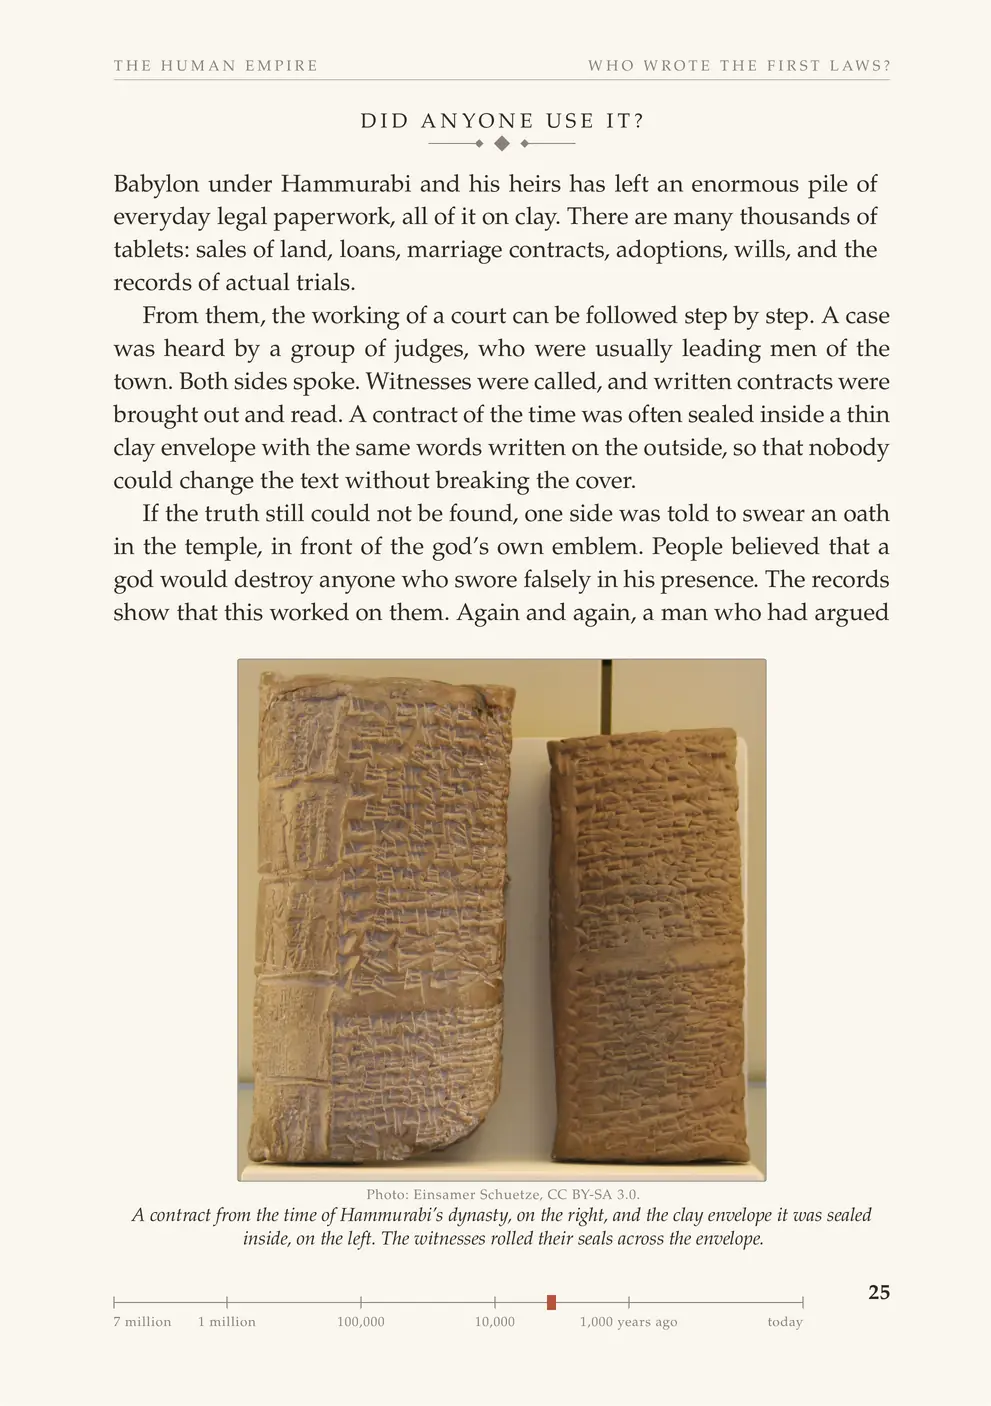 THE HUMAN EMPIRE
WHO WROTE THE FIRST LAWS?
DID ANYONE USE IT?
Babylon under Hammurabi and his heirs has left an enormous pile of
everyday legal paperwork, all of it on clay. There are many thousands of
tablets: sales of land, loans, marriage contracts, adoptions, wills, and the
records of actual trials.
From them, the working of a court can be followed step by step. A case
was heard by a group of judges, who were usually leading men of the
town. Both sides spoke. Witnesses were called, and written contracts were
brought out and read. A contract of the time was often sealed inside a thin
clay envelope with the same words written on the outside, so that nobody
could change the text without breaking the cover.
If the truth still could not be found, one side was told to swear an oath
in the temple, in front of the god’s own emblem. People believed that a
god would destroy anyone who swore falsely in his presence. The records
show that this worked on them. Again and again, a man who had argued
Photo: Einsamer Schuetze, CC BY-SA 3.0.
A contract from the time of Hammurabi’s dynasty, on the right, and the clay envelope it was sealed
inside, on the left. The witnesses rolled their seals across the envelope.
25
7 million 1 million 100,000 10,000 1,000 years ago today